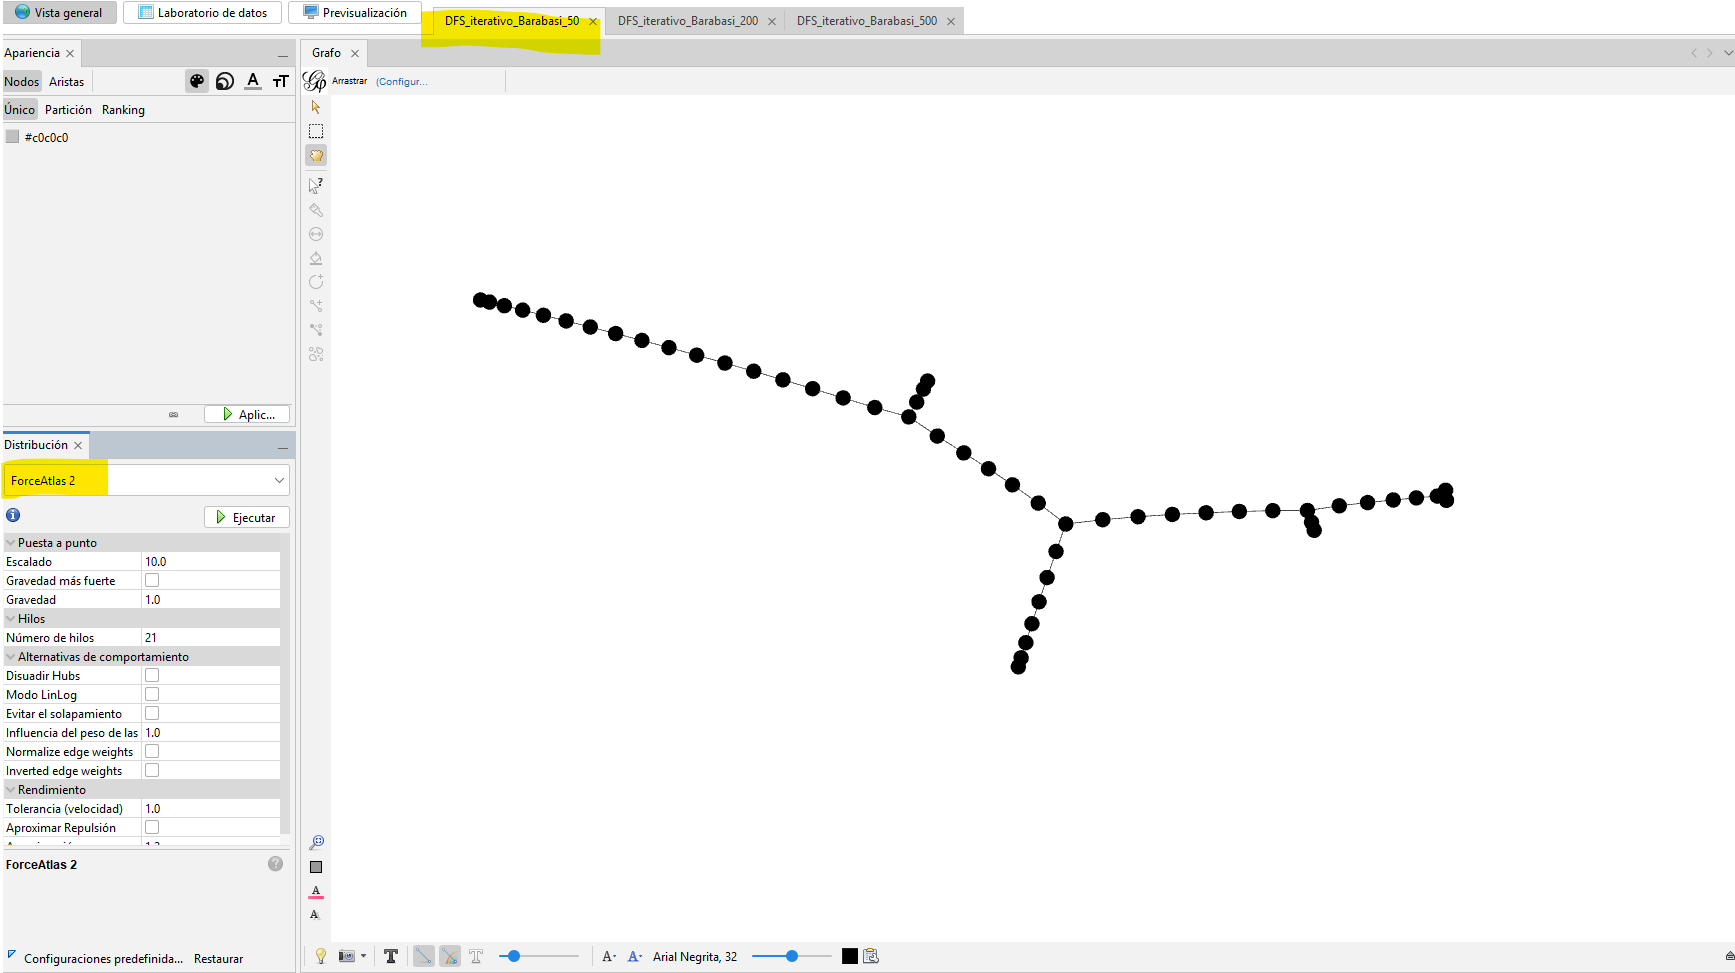 Vista general
Laboratorio de datos
Previsualización
DFS_iterativo_Barabasi_50
DFS_iterativo_Barabasi_200
DFS_iterativo_Barabasi_500
Apariencia
Nodos Aristas
A
TT
Único Partición Ranking
#c0c0c0
Aplic...
Distribución
ForceAtlas 2
Ejecutar
Puesta a punto
Escalado 10.0
Gravedad más fuerte
Gravedad 1.0
Hilos
Número de hilos 21
Alternativas de comportamiento
Disuadir Hubs
Modo LinLog
Evitar el solapamiento
Influencia del peso de las 1.0
Normalize edge weights
Inverted edge weights
Rendimiento
Tolerancia (velocidad) 1.0
Aproximar Repulsión
ForceAtlas 2
Configuraciones predefinida... Restaurar
Grafo
Arrastrar (Configur...
A
A
T
T
A- A- Arial Negrita, 32